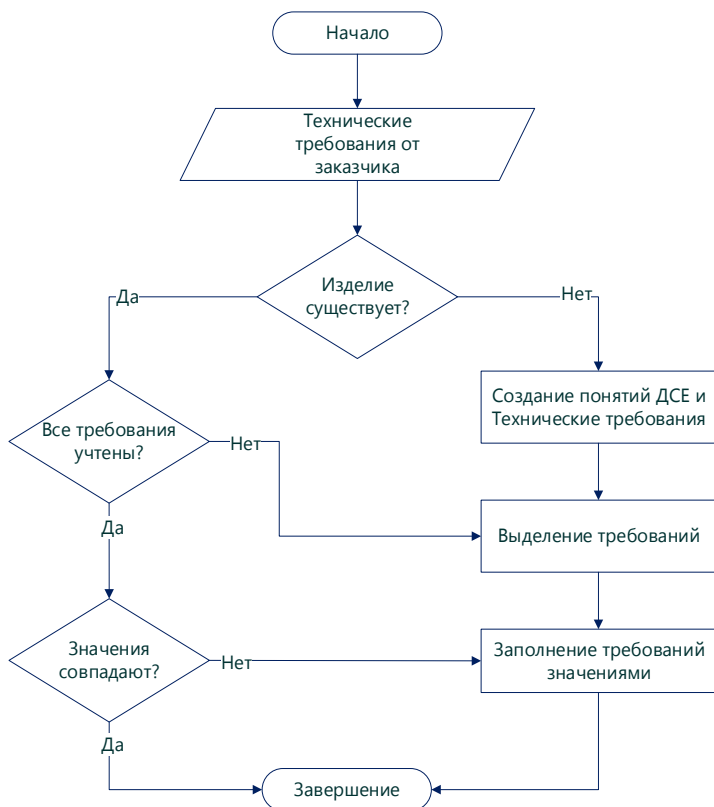 Начало
Технические
требования от
заказчика
Изделие
существует?
Да
Нет
Создание понятий ДСЕ и
Технические требования
Все требования
учтены?
Нет
Да
Выделение требований
Значения
совпадают?
Нет
Заполнение требований
значениями
Да
Завершение